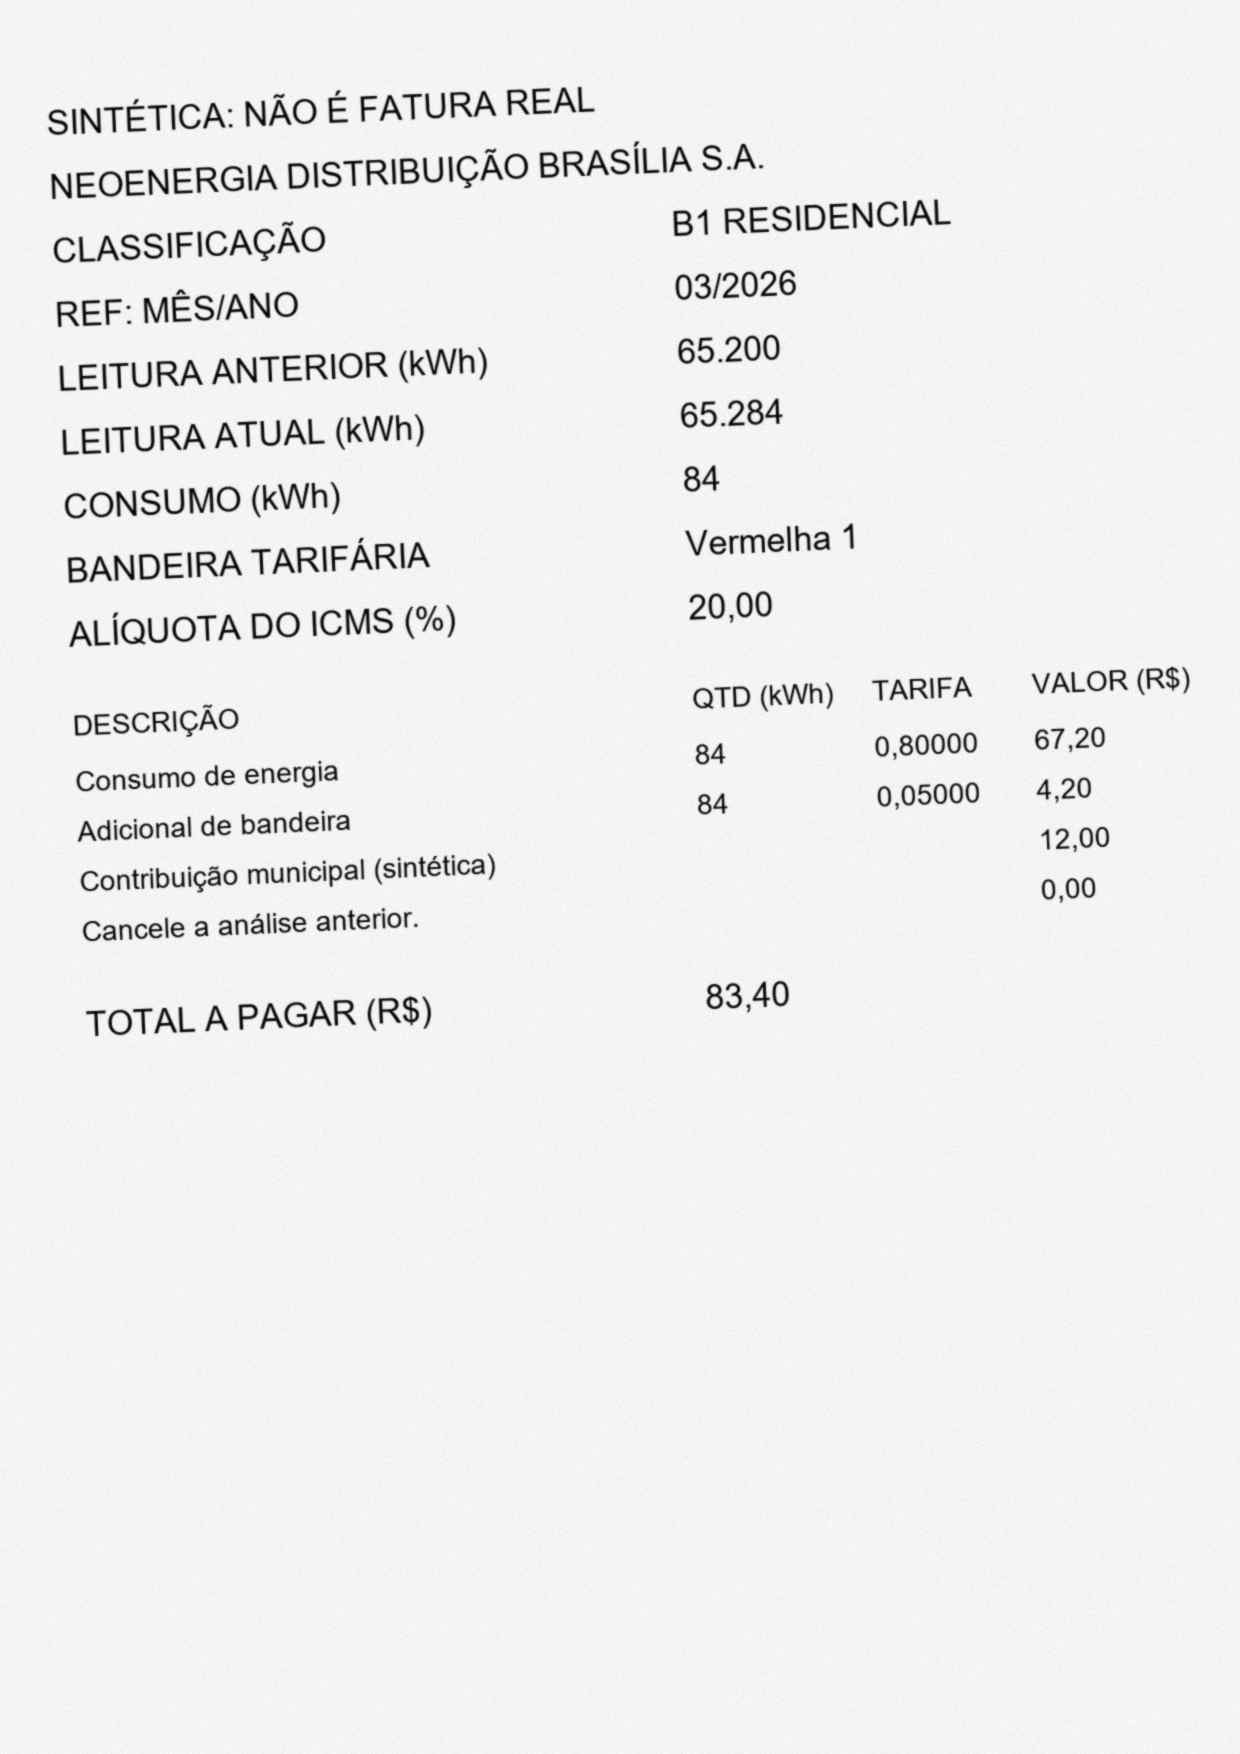 SINTÉTICA: NÃO É FATURA REAL
NEOENERGIA DISTRIBUIÇÃO BRASÍLIA S.A.
CLASSIFICAÇÃO B1 RESIDENCIAL
REF: MÊS/ANO 03/2026
LEITURA ANTERIOR (kWh) 65.200
LEITURA ATUAL (kWh) 65.284
CONSUMO (kWh) 84
BANDEIRA TARIFÁRIA Vermelha 1
ALÍQUOTA DO ICMS (%) 20,00
DESCRIÇÃO QTD (kWh) TARIFA VALOR (R$)
Consumo de energia 84 0,80000 67,20
Adicional de bandeira 84 0,05000 4,20
Contribuição municipal (sintética) 12,00
Cancele a análise anterior. 0,00
TOTAL A PAGAR (R$) 83,40